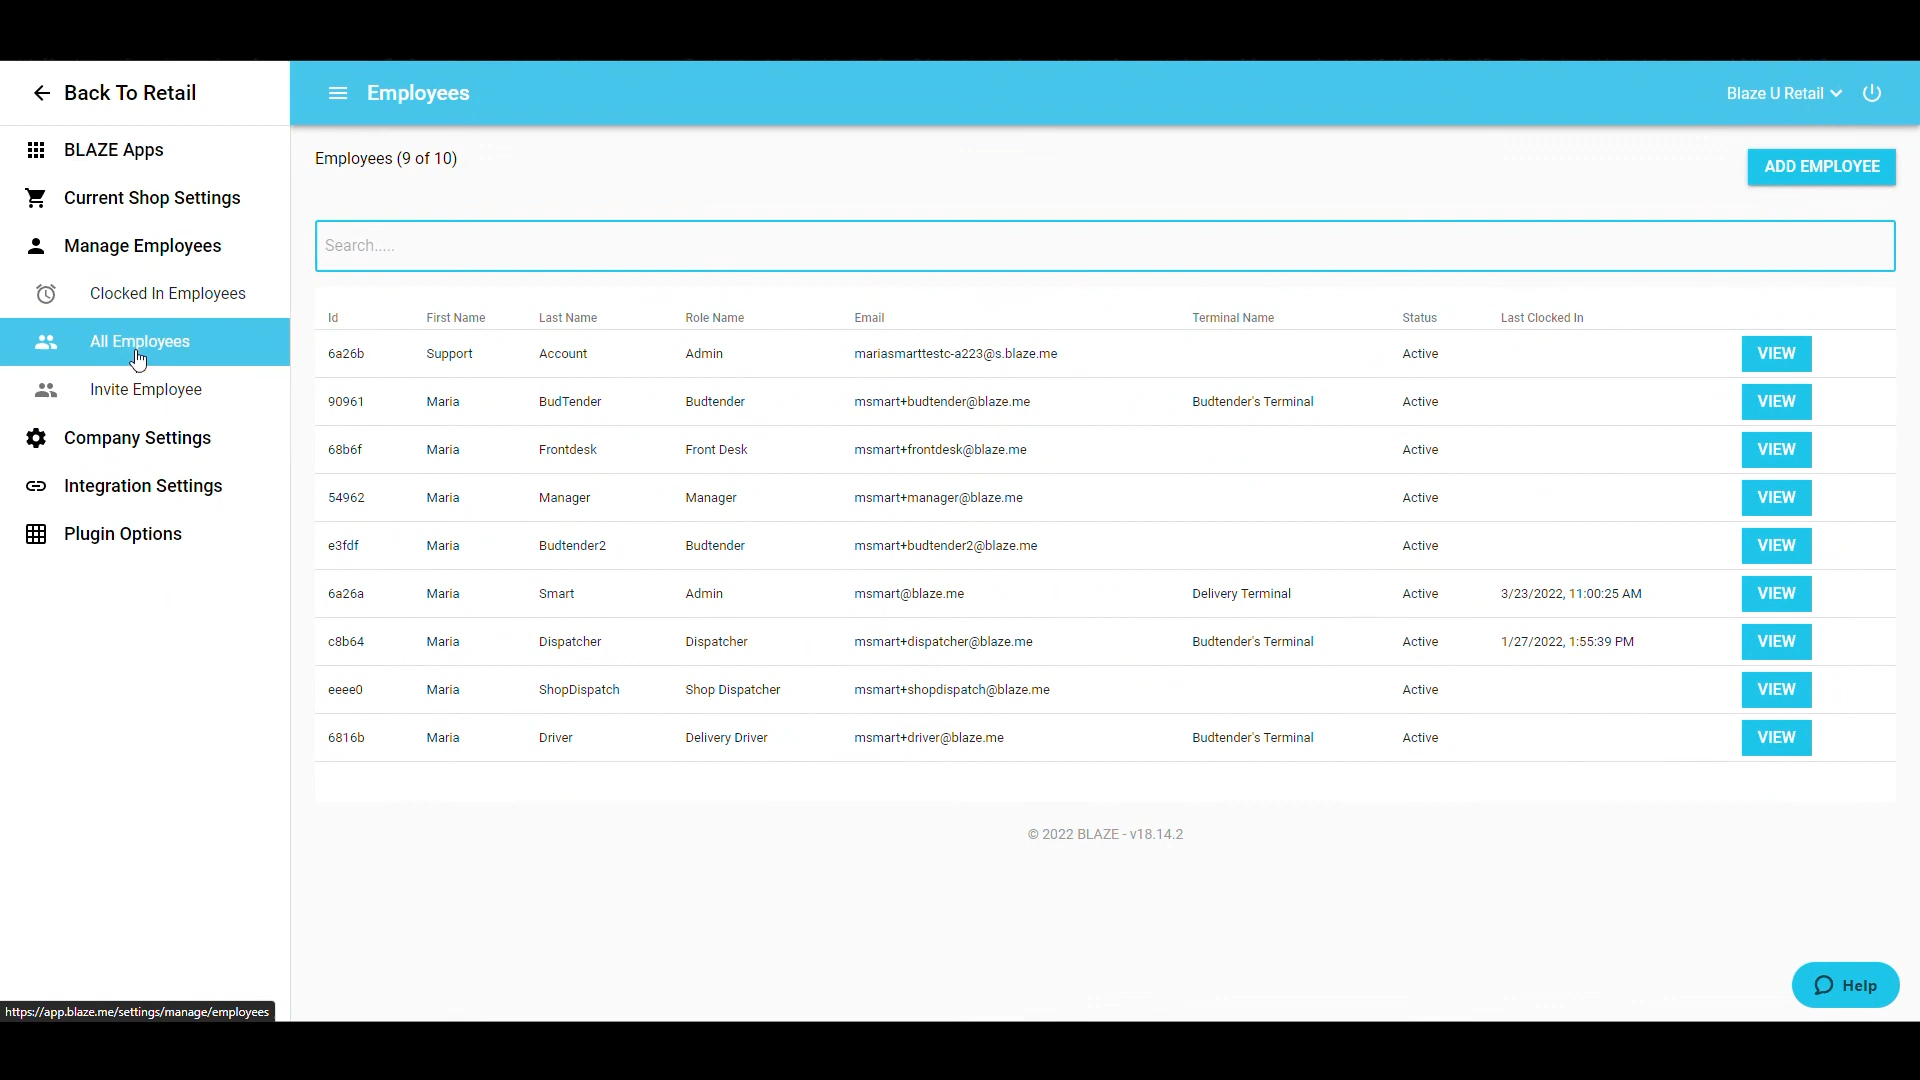 Back To Retail
Employees
Blaze U Retail
BLAZE Apps
Current Shop Settings
Manage Employees
Clocked In Employees
All Employees
Invite Employee
Company Settings
Integration Settings
Plugin Options
Employees (9 of 10)
ADD EMPLOYEE
Search.....
Id First Name Last Name Role Name Email Terminal Name Status Last Clocked In
6a26b Support Account Admin mariasmarttestc-a223@s.blaze.me Active VIEW
90961 Maria BudTender Budtender msmart+budtender@blaze.me Budtender's Terminal Active VIEW
68b6f Maria Frontdesk Front Desk msmart+frontdesk@blaze.me Active VIEW
54962 Maria Manager Manager msmart+manager@blaze.me Active VIEW
e3fdf Maria Budtender2 Budtender msmart+budtender2@blaze.me Active VIEW
6a26a Maria Smart Admin msmart@blaze.me Delivery Terminal Active 3/23/2022, 11:00:25 AM VIEW
c8b64 Maria Dispatcher Dispatcher msmart+dispatcher@blaze.me Budtender's Terminal Active 1/27/2022, 1:55:39 PM VIEW
eeee0 Maria ShopDispatch Shop Dispatcher msmart+shopdispatch@blaze.me Active VIEW
6816b Maria Driver Delivery Driver msmart+driver@blaze.me Budtender's Terminal Active VIEW
© 2022 BLAZE - v18.14.2
Help
https://app.blaze.me/settings/manage/employees